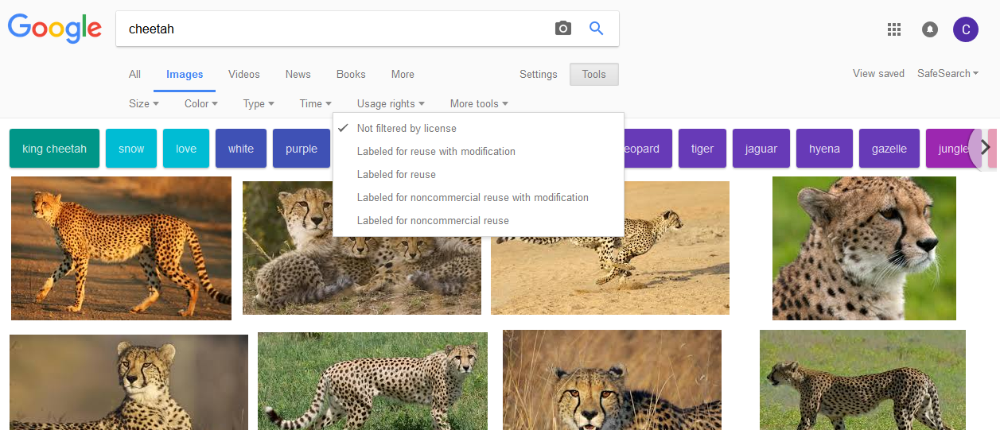 Google
cheetah
C
All Images Videos News Books More Settings Tools
View saved SafeSearch
Size Color Type Time Usage rights More tools
Not filtered by license
Labeled for reuse with modification
Labeled for reuse
Labeled for noncommercial reuse with modification
Labeled for noncommercial reuse
king cheetah snow love white purple eopard tiger jaguar hyena gazelle jungle